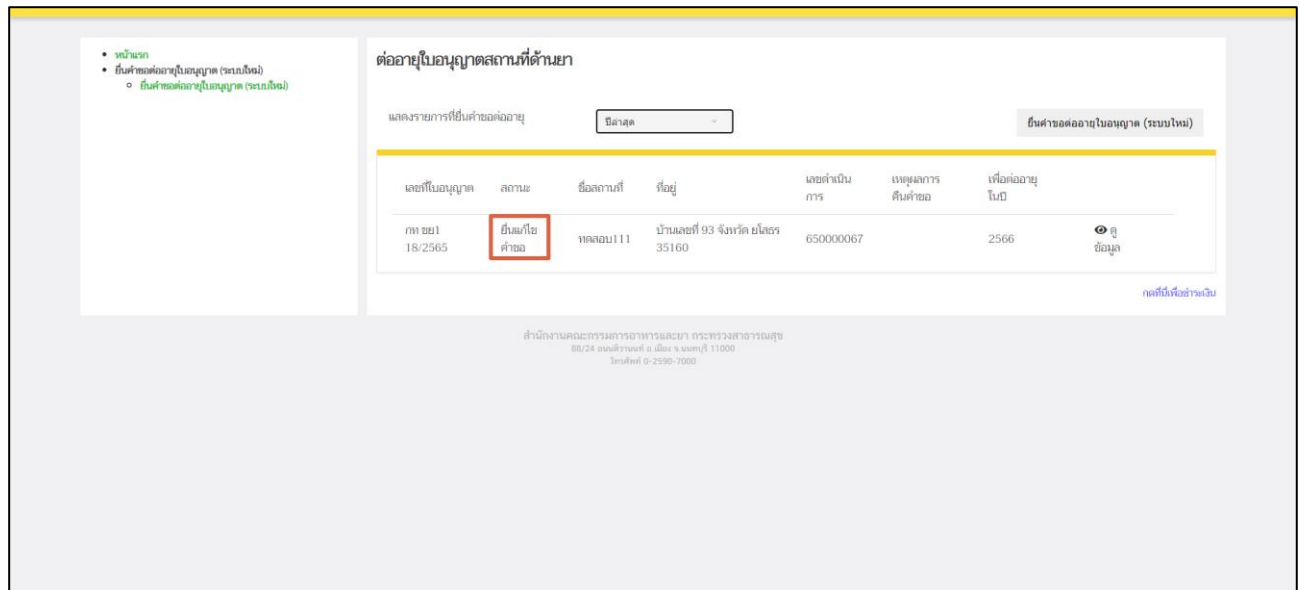 หน้าแรก
ยื่นคำขอต่ออายุใบอนุญาต (ระบบใหม่)
ยื่นคำขอต่ออายุใบอนุญาต (ระบบใหม่)
ต่ออายุใบอนุญาตสถานที่ด้านยา
แสดงรายการที่ยื่นคำขอต่ออายุ
ปีล่าสุด
ยื่นคำขอต่ออายุใบอนุญาต (ระบบใหม่)
เลขที่ใบอนุญาต สถานะ ชื่อสถานที่ ที่อยู่ เลขดำเนิน เหตุผลการ เพื่อต่ออายุ
การ คืนคำขอ ในปี
กท ขย1 ยื่นแก้ไข ทดสอบ111 บ้านเลขที่ 93 จังหวัด ยโสธร 650000067 2566 ดู
18/2565 คำขอ 35160 ข้อมูล
กดที่นี่เพื่อชำระเงิน
สำนักงานคณะกรรมการอาหารและยา กระทรวงสาธารณสุข
88/24 ถนนติวานนท์ อ.เมือง จ.นนทบุรี 11000
โทรศัพท์ 0-2590-7000